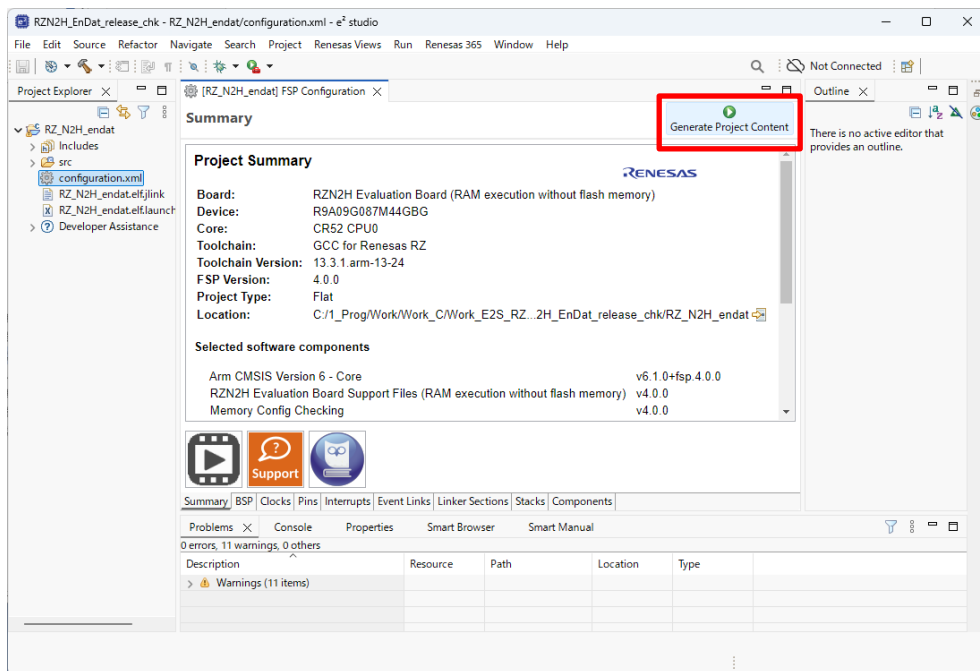 RZN2H_EnDat_release_chk - RZ_N2H_endat/configuration.xml - e² studio
File Edit Source Refactor Navigate Search Project Renesas Views Run Renesas 365 Window Help
Not Connected
Project Explorer
[RZ_N2H_endat] FSP Configuration
Outline
RZ_N2H_endat
Includes
src
configuration.xml
RZ_N2H_endat.elf.jlink
RZ_N2H_endat.elf.launch
Developer Assistance
Summary
Generate Project Content
There is no active editor that
provides an outline.
Project Summary
RENESAS
Board: RZN2H Evaluation Board (RAM execution without flash memory)
Device: R9A09G087M44GBG
Core: CR52 CPU0
Toolchain: GCC for Renesas RZ
Toolchain Version: 13.3.1.arm-13-24
FSP Version: 4.0.0
Project Type: Flat
Location: C:/1_Prog/Work/Work_C/Work_E2S_RZ...2H_EnDat_release_chk/RZ_N2H_endat
Selected software components
Arm CMSIS Version 6 - Core v6.1.0+fsp.4.0.0
RZN2H Evaluation Board Support Files (RAM execution without flash memory) v4.0.0
Memory Config Checking v4.0.0
Support
Summary BSP Clocks Pins Interrupts Event Links Linker Sections Stacks Components
Problems Console Properties Smart Browser Smart Manual
0 errors, 11 warnings, 0 others
Description Resource Path Location Type
Warnings (11 items)